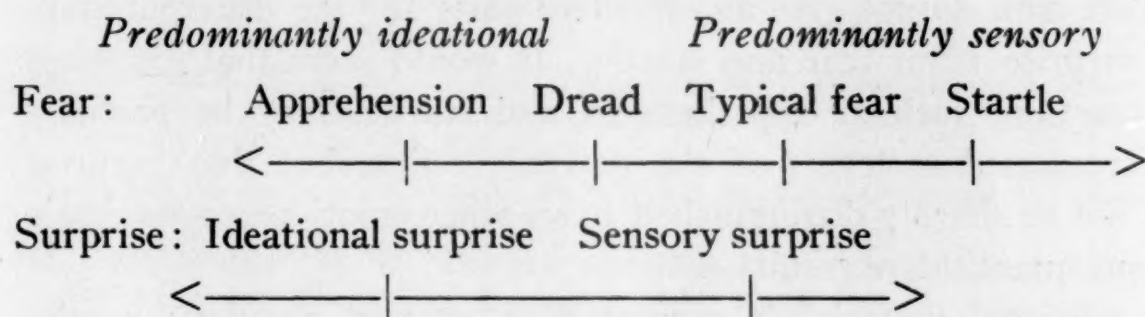 Predominantly ideational Predominantly sensory
Fear: Apprehension Dread Typical fear Startle
Surprise: Ideational surprise Sensory surprise